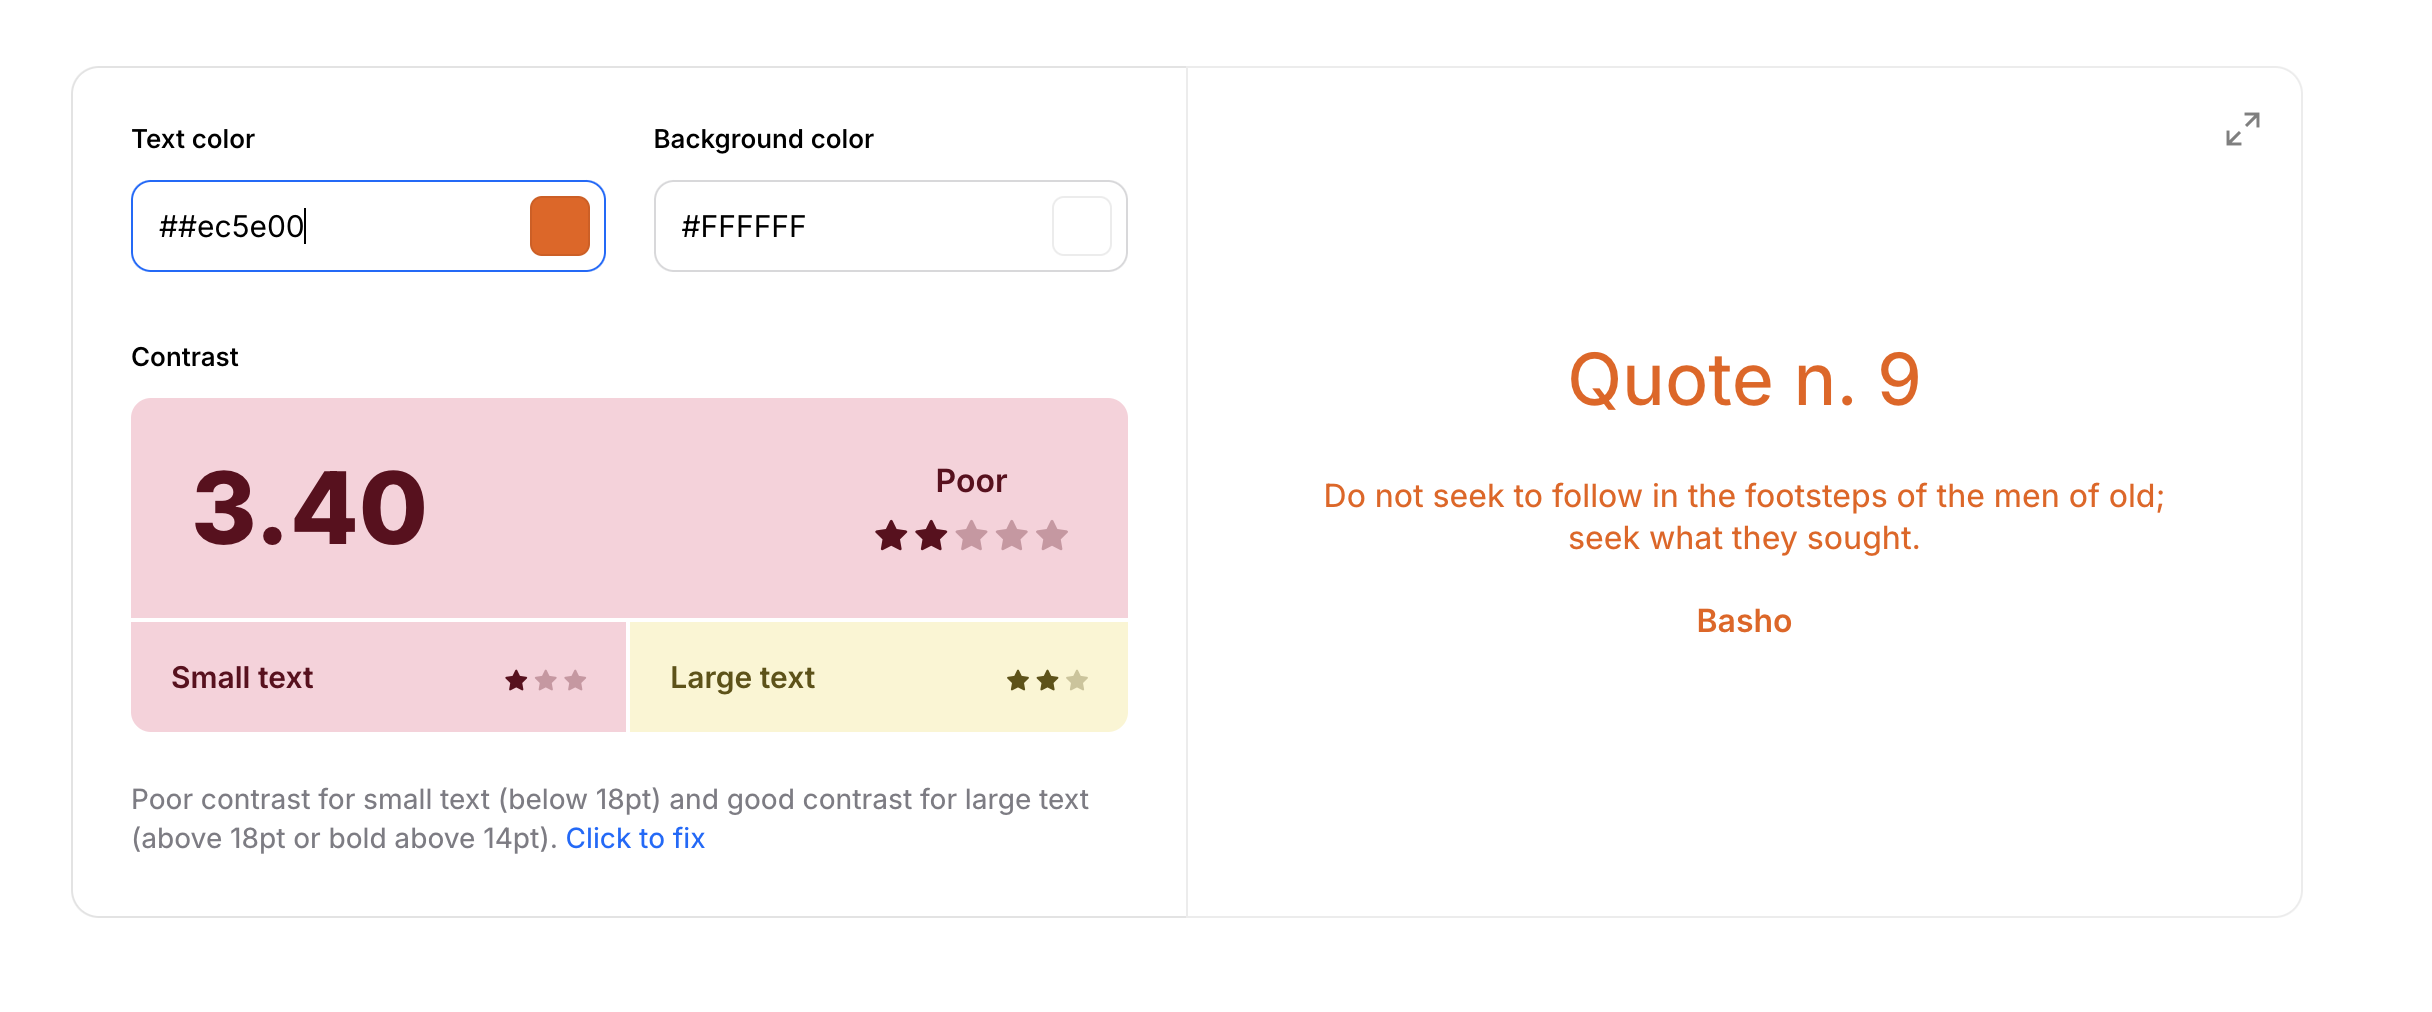 Text color
Background color
##ec5e00
#FFFFFF
Contrast
3.40
Poor
Small text
Large text
Poor contrast for small text (below 18pt) and good contrast for large text
(above 18pt or bold above 14pt). Click to fix
Quote n. 9
Do not seek to follow in the footsteps of the men of old;
seek what they sought.
Basho